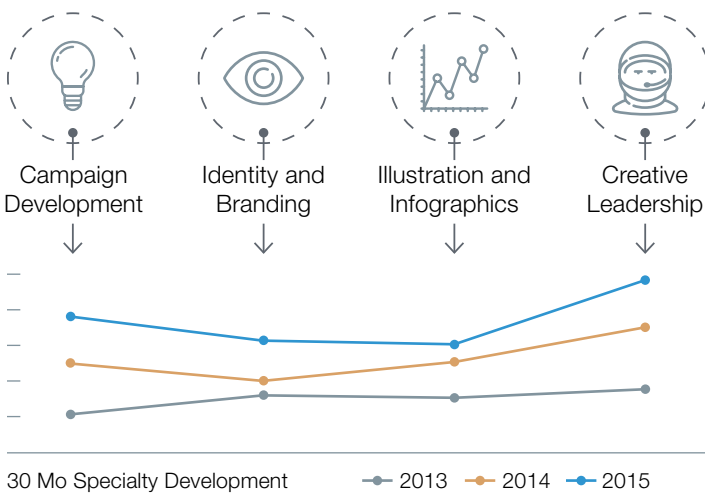 Campaign
Development
Identity and
Branding
Illustration and
Infographics
Creative
Leadership
30 Mo Specialty Development
2013
2014
2015